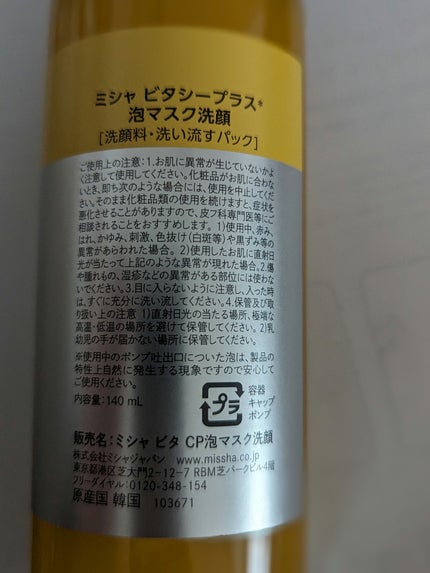 ミシャ ビタシープラス*
泡マスク洗顔
[洗顔料・洗い流すパック]
ご使用上の注意:1.お肌に異常が生じていないかよ
く注意して使用してください。化粧品がお肌に合わな
いとき、即ち次のような場合には、使用を中止してくだ
さい。そのまま化粧品類の使用を続けますと、症状を
悪化させることがありますので、皮フ科専門医等にご
相談されることをおすすめします。 1)使用中、赤み、
はれ、かゆみ、刺激、色抜け(白斑等)や黒ずみ等の
異常があらわれた場合。 2)使用したお肌に直射日
光が当たって上記のような異常が現れた場合。2.傷
や腫れもの、湿疹などの異常がある部位には使わな
いでください。3.目に入らないように注意し、入った時
は、すぐに充分に洗い流してください。4.保管及び取
り扱い上の注意 1)直射日光の当たる場所、極端な
高温・低温の場所を避けて保管してください。2)乳
幼児の手が届かない場所に保管してください。
※使用中のポンプ吐出口についた泡は、製品の
特性上自然に発生する現象ですので安心して
ご使用ください。
内容量:140 mL
プラ
容器
キャップ
ポンプ
販売名:ミシャ ビタ CP泡マスク洗顔
株式会社ミシャジャパン www.missha.co.jp
東京都港区芝大門2-12-7 RBM芝パークビル4階
フリーダイヤル:0120-348-154
原産国 韓国 103671